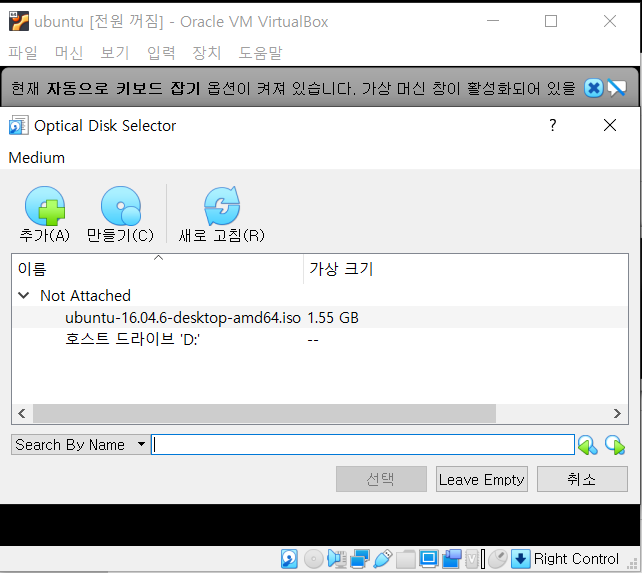 ubuntu [전원 꺼짐] - Oracle VM VirtualBox
파일 머신 보기 입력 장치 도움말
현재 자동으로 키보드 잡기 옵션이 켜져 있습니다. 가상 머신 창이 활성화되어 있을
Optical Disk Selector ?
Medium
추가(A) 만들기(C) 새로 고침(R)
이름 가상 크기
Not Attached
ubuntu-16.04.6-desktop-amd64.iso 1.55 GB
호스트 드라이브 'D:' --
Search By Name
선택 Leave Empty 취소
Right Control